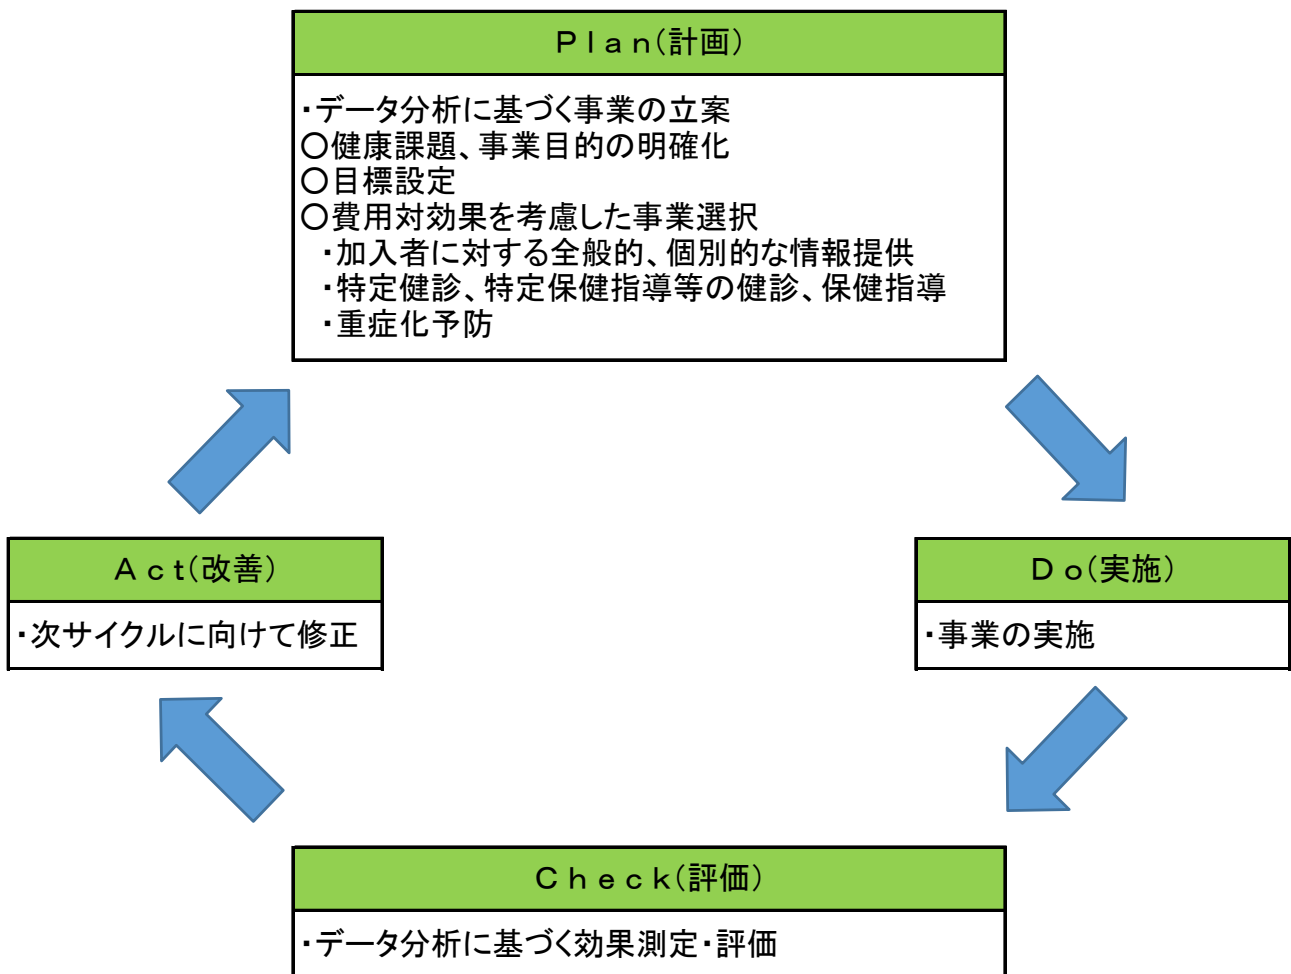 Ｐｌａｎ（計画）
・データ分析に基づく事業の立案
○健康課題、事業目的の明確化
○目標設定
○費用対効果を考慮した事業選択
・加入者に対する全般的、個別的な情報提供
・特定健診、特定保健指導等の健診、保健指導
・重症化予防
Ａｃｔ（改善）
・次サイクルに向けて修正
Ｄｏ（実施）
・事業の実施
Ｃｈｅｃｋ（評価）
・データ分析に基づく効果測定・評価